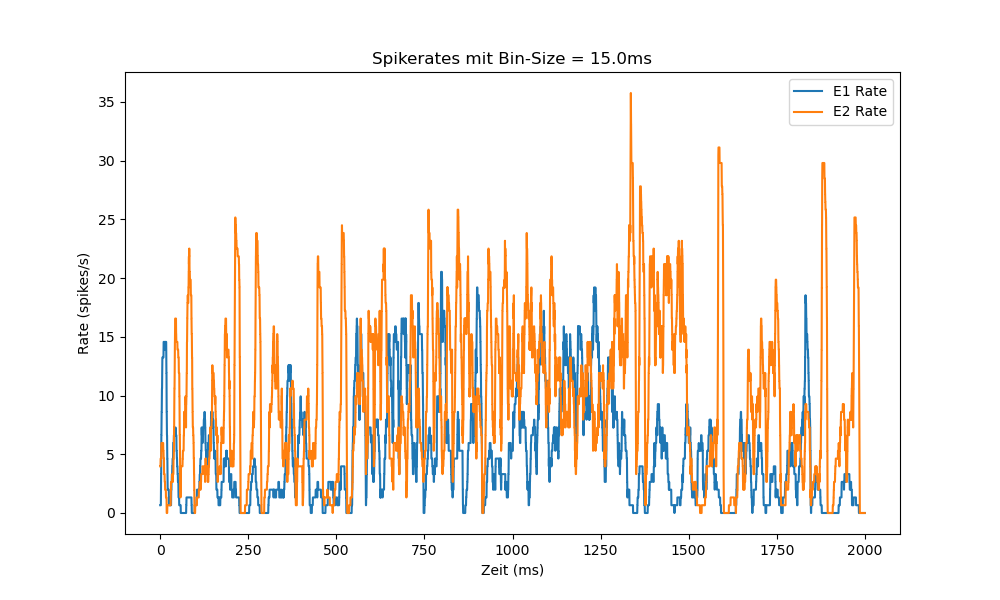 Spikerates mit Bin-Size = 15.0ms
E1 Rate
E2 Rate
35
30
25
20
15
10
5
0
Rate (spikes/s)
0 250 500 750 1000 1250 1500 1750 2000
Zeit (ms)